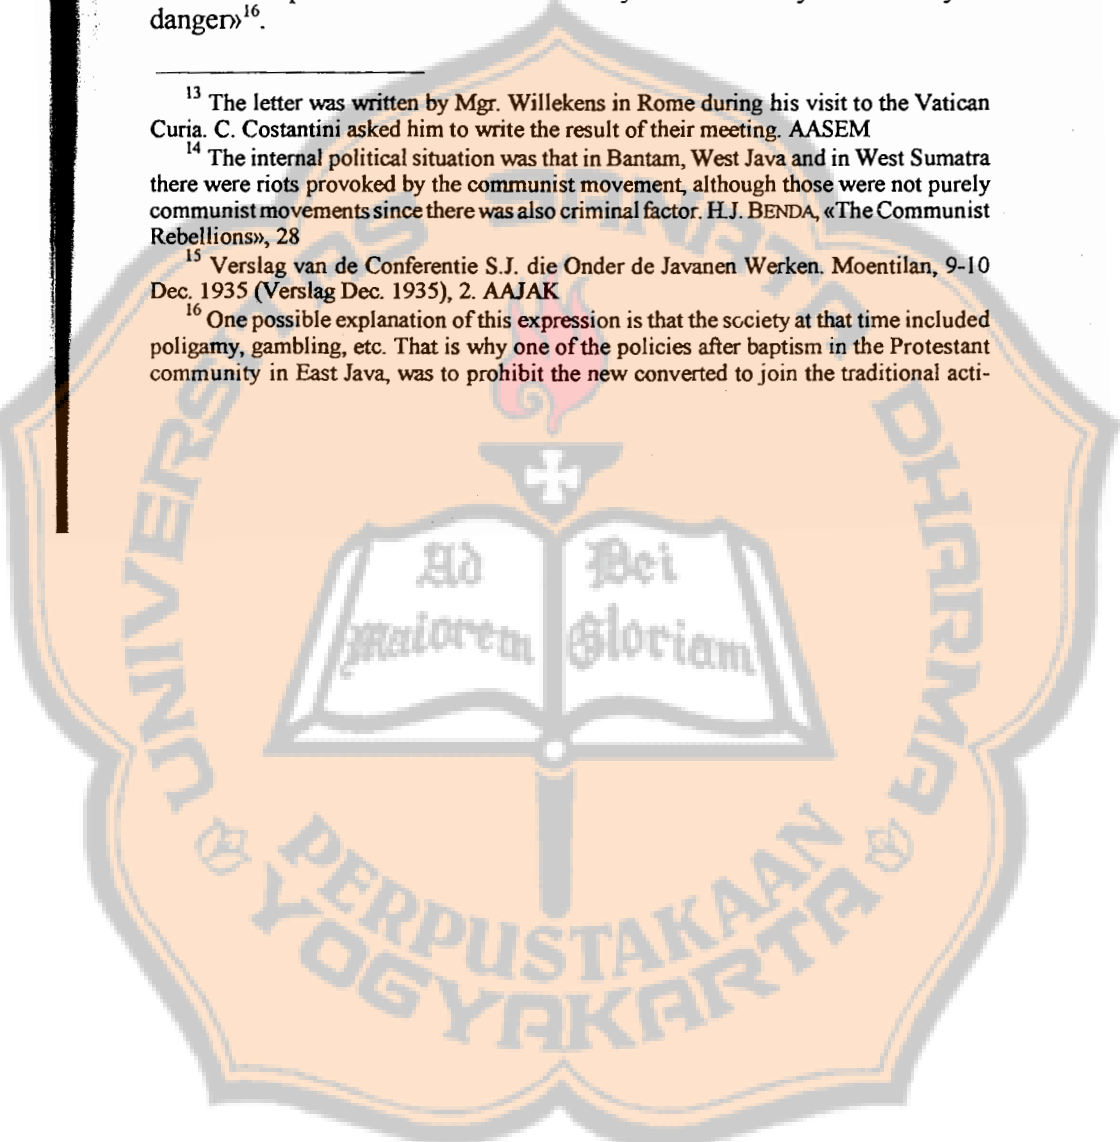 danger»¹⁶.
¹³ The letter was written by Mgr. Willekens in Rome during his visit to the Vatican
Curia. C. Costantini asked him to write the result of their meeting. AASEM
¹⁴ The internal political situation was that in Bantam, West Java and in West Sumatra
there were riots provoked by the communist movement, although those were not purely
communist movements since there was also criminal factor. H.J. BENDA, «The Communist
Rebellions», 28
¹⁵ Verslag van de Conferentie S.J. die Onder de Javanen Werken. Moentilan, 9-10
Dec. 1935 (Verslag Dec. 1935), 2. AAJAK
¹⁶ One possible explanation of this expression is that the society at that time included
poligamy, gambling, etc. That is why one of the policies after baptism in the Protestant
community in East Java, was to prohibit the new converted to join the traditional acti-
UNIVERSITAS SANATA DHARMA
Ad Dei
maiorem Gloriam
PERPUSTAKAAN
YOGYAKARTA